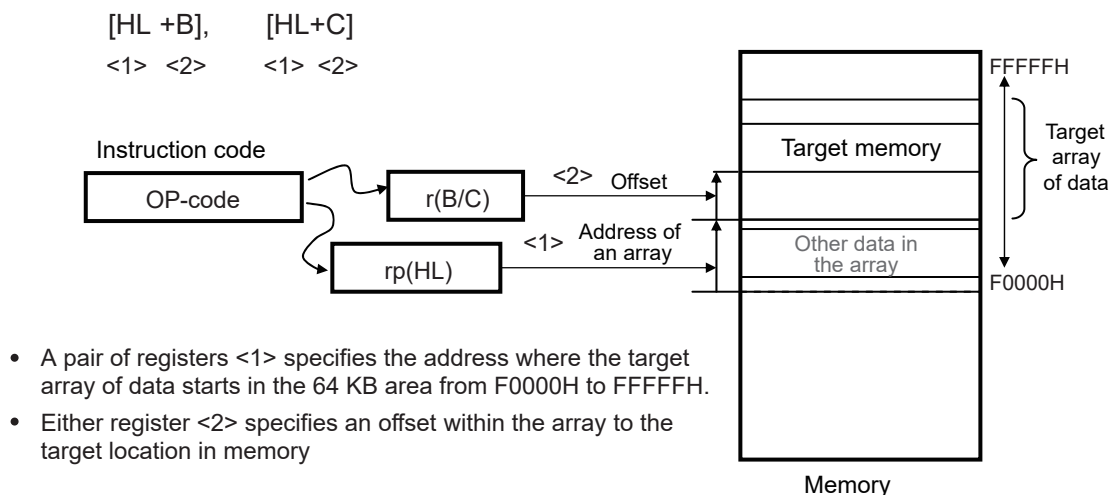 [HL +B], [HL+C]
<1> <2> <1> <2>
Instruction code
OP-code
r(B/C)
<2> Offset
rp(HL)
<1> Address of
an array
FFFFFH
Target memory
Target
array
of data
Other data in
the array
F0000H
• A pair of registers <1> specifies the address where the target
array of data starts in the 64 KB area from F0000H to FFFFFH.
• Either register <2> specifies an offset within the array to the
target location in memory
Memory